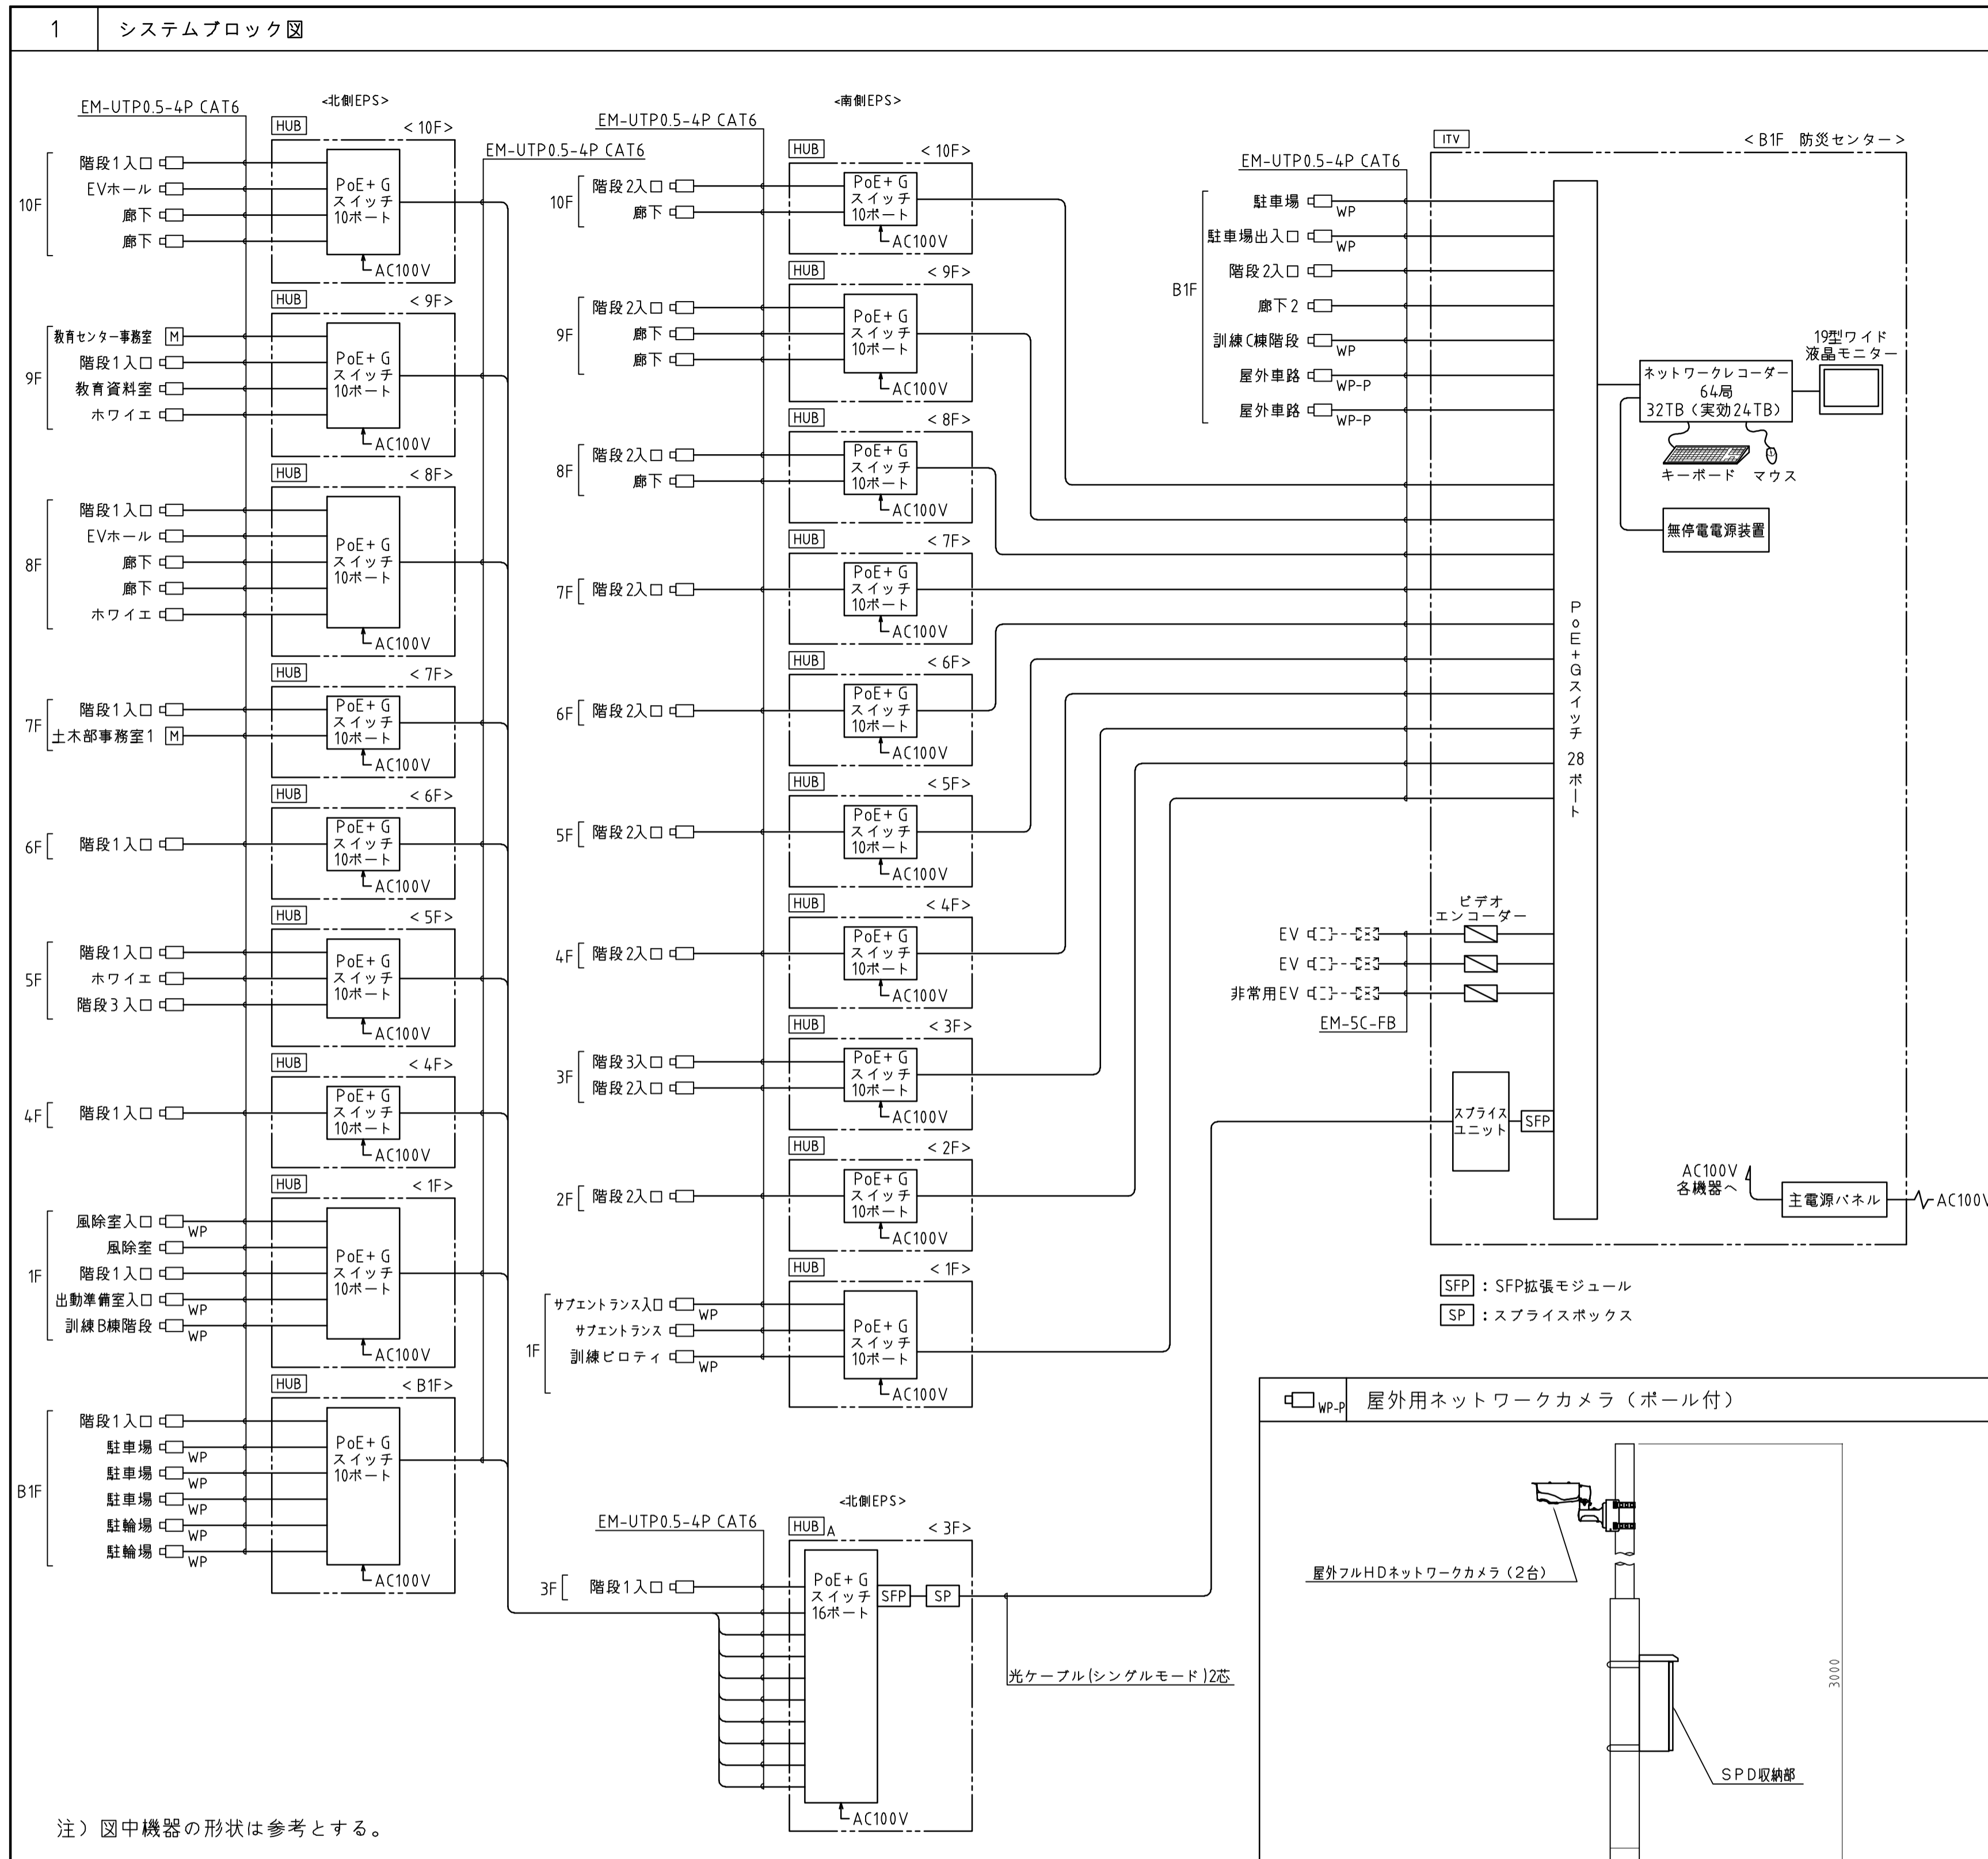 1 システムブロック図
<北側EPS>
EM-UTP0.5-4P CAT6
HUB <10F>
10F
階段1入口
EVホール
廊下
廊下
PoE+G
スイッチ
10ポート
AC100V
HUB <9F>
9F
教育センター事務室 M
階段1入口
教育資料室
ホワイエ
PoE+G
スイッチ
10ポート
AC100V
HUB <8F>
8F
階段1入口
EVホール
廊下
廊下
ホワイエ
PoE+G
スイッチ
10ポート
AC100V
HUB <7F>
7F
階段1入口
土木部事務室1 M
PoE+G
スイッチ
10ポート
AC100V
HUB <6F>
6F 階段1入口
PoE+G
スイッチ
10ポート
AC100V
HUB <5F>
5F
階段1入口
ホワイエ
階段3入口
PoE+G
スイッチ
10ポート
AC100V
HUB <4F>
4F 階段1入口
PoE+G
スイッチ
10ポート
AC100V
HUB <1F>
1F
風除室入口 WP
風除室
階段1入口
出動準備室入口 WP
訓練B棟階段 WP
PoE+G
スイッチ
10ポート
AC100V
HUB <B1F>
B1F
階段1入口
駐車場 WP
駐車場 WP
駐車場 WP
駐輪場 WP
駐輪場 WP
PoE+G
スイッチ
10ポート
AC100V
注）図中機器の形状は参考とする。
EM-UTP0.5-4P CAT6
<南側EPS>
EM-UTP0.5-4P CAT6
HUB <10F>
10F
階段2入口
廊下
PoE+G
スイッチ
10ポート
AC100V
HUB <9F>
9F
階段2入口
廊下
廊下
PoE+G
スイッチ
10ポート
AC100V
HUB <8F>
8F
階段2入口
廊下
PoE+G
スイッチ
10ポート
AC100V
HUB <7F>
7F 階段2入口
PoE+G
スイッチ
10ポート
AC100V
HUB <6F>
6F 階段2入口
PoE+G
スイッチ
10ポート
AC100V
HUB <5F>
5F 階段2入口
PoE+G
スイッチ
10ポート
AC100V
HUB <4F>
4F 階段2入口
PoE+G
スイッチ
10ポート
AC100V
HUB <3F>
3F
階段3入口
階段2入口
PoE+G
スイッチ
10ポート
AC100V
HUB <2F>
2F 階段2入口
PoE+G
スイッチ
10ポート
AC100V
HUB <1F>
1F
サブエントランス入口 WP
サブエントランス
訓練ピロティ WP
PoE+G
スイッチ
10ポート
AC100V
<北側EPS>
EM-UTP0.5-4P CAT6
HUB A <3F>
3F 階段1入口
PoE+G
スイッチ
16ポート
SFP SP
AC100V
光ケーブル(シングルモード)2芯
ITV <B1F 防災センター>
EM-UTP0.5-4P CAT6
B1F
駐車場 WP
駐車場出入口 WP
階段2入口
廊下2
訓練C棟階段 WP
屋外車路 WP-P
屋外車路 WP-P
PoE+Gスイッチ 28ポート
19型ワイド
液晶モニター
ネットワークレコーダー
64局
32TB（実効24TB）
キーボード マウス
無停電電源装置
ビデオ
エンコーダー
EV
EV
非常用EV
EM-5C-FB
スプライス
ユニット
SFP
AC100V
各機器へ
主電源パネル
AC100V
SFP : SFP拡張モジュール
SP : スプライスボックス
WP-P 屋外用ネットワークカメラ（ポール付）
屋外フルHDネットワークカメラ（2台）
3000
SPD収納部